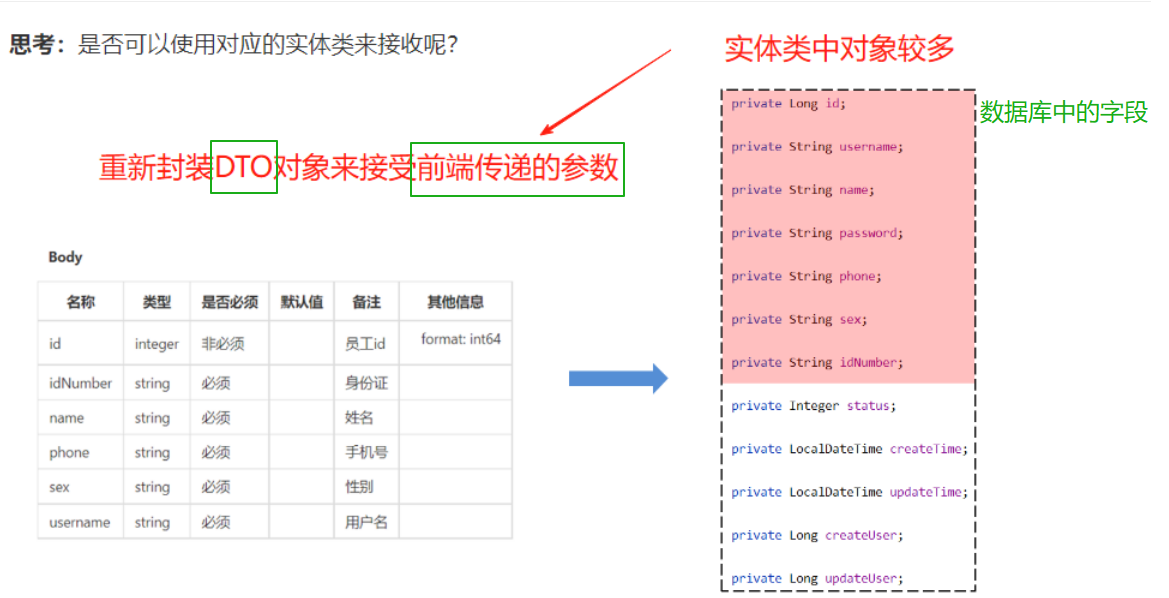 思考：是否可以使用对应的实体类来接收呢？
实体类中对象较多
重新封装DTO对象来接受前端传递的参数
数据库中的字段
Body
名称 类型 是否必须 默认值 备注 其他信息
id integer 非必须 员工id format: int64
idNumber string 必须 身份证
name string 必须 姓名
phone string 必须 手机号
sex string 必须 性别
username string 必须 用户名
private Long id;
private String username;
private String name;
private String password;
private String phone;
private String sex;
private String idNumber;
private Integer status;
private LocalDateTime createTime;
private LocalDateTime updateTime;
private Long createUser;
private Long updateUser;